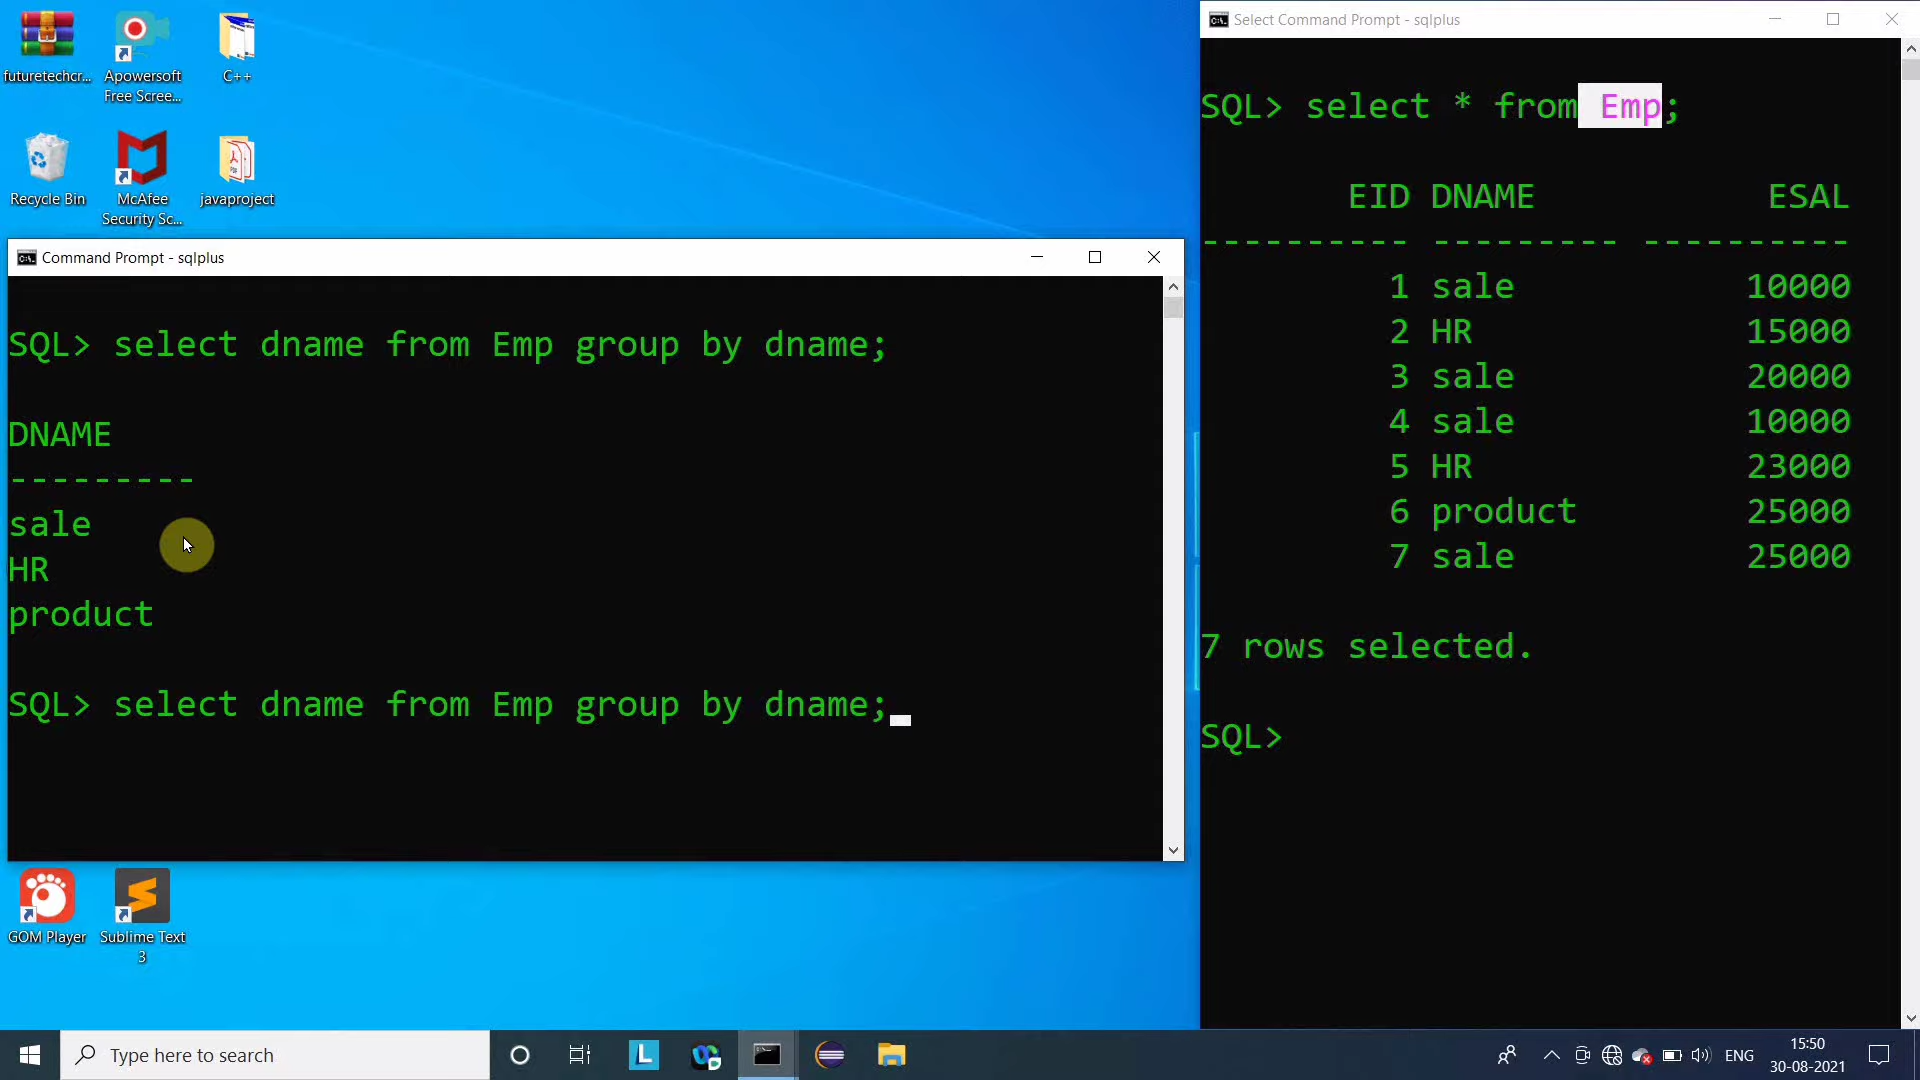 futuretechcr...
Apowersoft
Free Scree...
C++
Recycle Bin
McAfee
Security Sc...
javaproject
PDF
Command Prompt - sqlplus
SQL> select dname from Emp group by dname;
DNAME
---------
sale
HR
product
SQL> select dname from Emp group by dname;
GOM Player
Sublime Text
3
Select Command Prompt - sqlplus
SQL> select * from Emp;
EID DNAME ESAL
---------- --------- ----------
1 sale 10000
2 HR 15000
3 sale 20000
4 sale 10000
5 HR 23000
6 product 25000
7 sale 25000
7 rows selected.
SQL>
Type here to search
L
ENG
15:50
30-08-2021